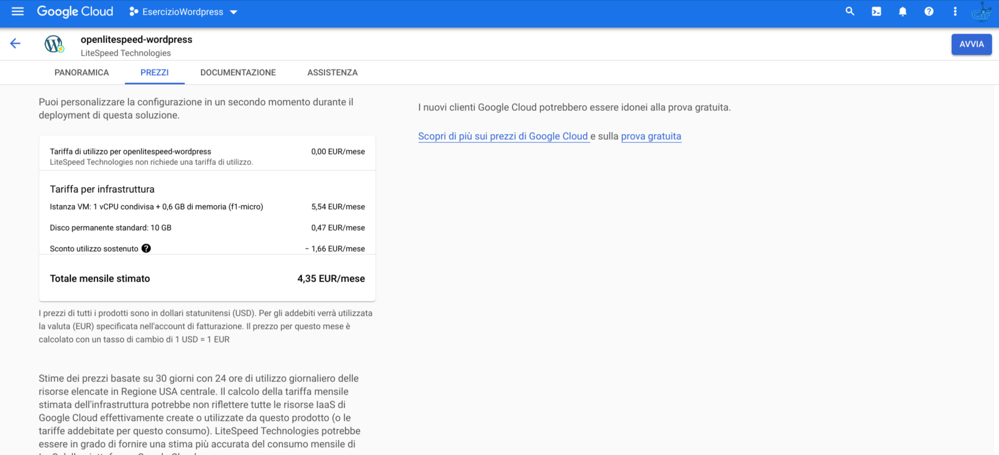 Google Cloud EsercizioWordpress
openlitespeed-wordpress
LiteSpeed Technologies
AVVIA
PANORAMICA PREZZI DOCUMENTAZIONE ASSISTENZA
Puoi personalizzare la configurazione in un secondo momento durante il
deployment di questa soluzione.
Tariffa di utilizzo per openlitespeed-wordpress 0,00 EUR/mese
LiteSpeed Technologies non richiede una tariffa di utilizzo.
Tariffa per infrastruttura
Istanza VM: 1 vCPU condivisa + 0,6 GB di memoria (f1-micro) 5,54 EUR/mese
Disco permanente standard: 10 GB 0,47 EUR/mese
Sconto utilizzo sostenuto ? − 1,66 EUR/mese
Totale mensile stimato 4,35 EUR/mese
I prezzi di tutti i prodotti sono in dollari statunitensi (USD). Per gli addebiti verrà utilizzata
la valuta (EUR) specificata nell'account di fatturazione. Il prezzo per questo mese è
calcolato con un tasso di cambio di 1 USD = 1 EUR
Stime dei prezzi basate su 30 giorni con 24 ore di utilizzo giornaliero delle
risorse elencate in Regione USA centrale. Il calcolo della tariffa mensile
stimata dell'infrastruttura potrebbe non riflettere tutte le risorse IaaS di
Google Cloud effettivamente create o utilizzate da questo prodotto (o le
tariffe addebitate per questo consumo). LiteSpeed Technologies potrebbe
essere in grado di fornire una stima più accurata del consumo mensile di
I nuovi clienti Google Cloud potrebbero essere idonei alla prova gratuita.
Scopri di più sui prezzi di Google Cloud e sulla prova gratuita